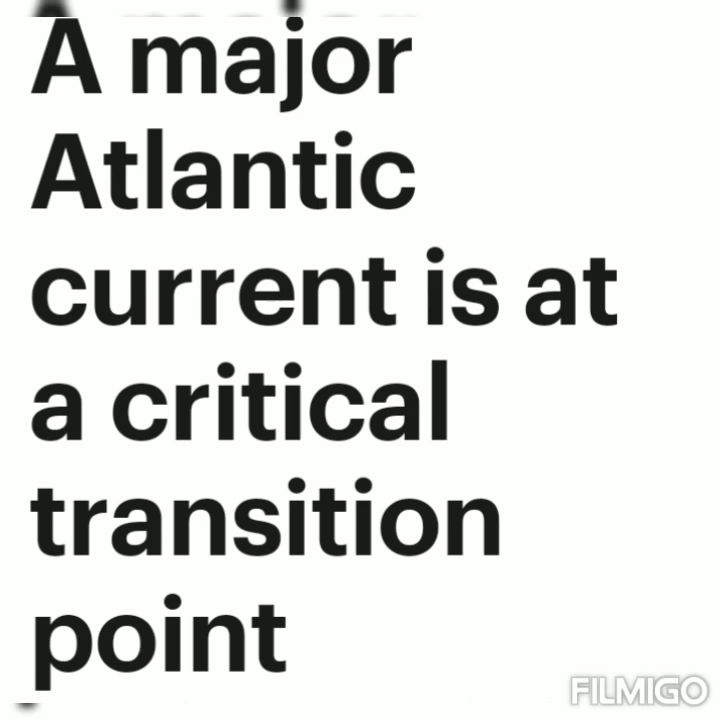 A major
Atlantic
current is at
a critical
transition
point
FILMIGO